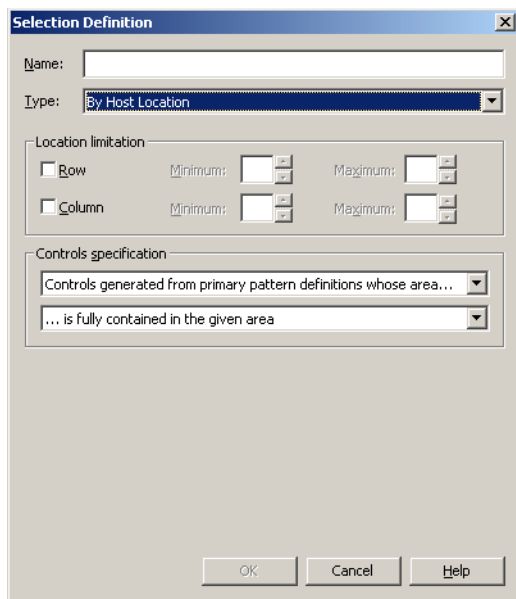 Selection Definition
Name:
Type: By Host Location
Location limitation
Row Minimum: Maximum:
Column Minimum: Maximum:
Controls specification
Controls generated from primary pattern definitions whose area...
... is fully contained in the given area
OK Cancel Help